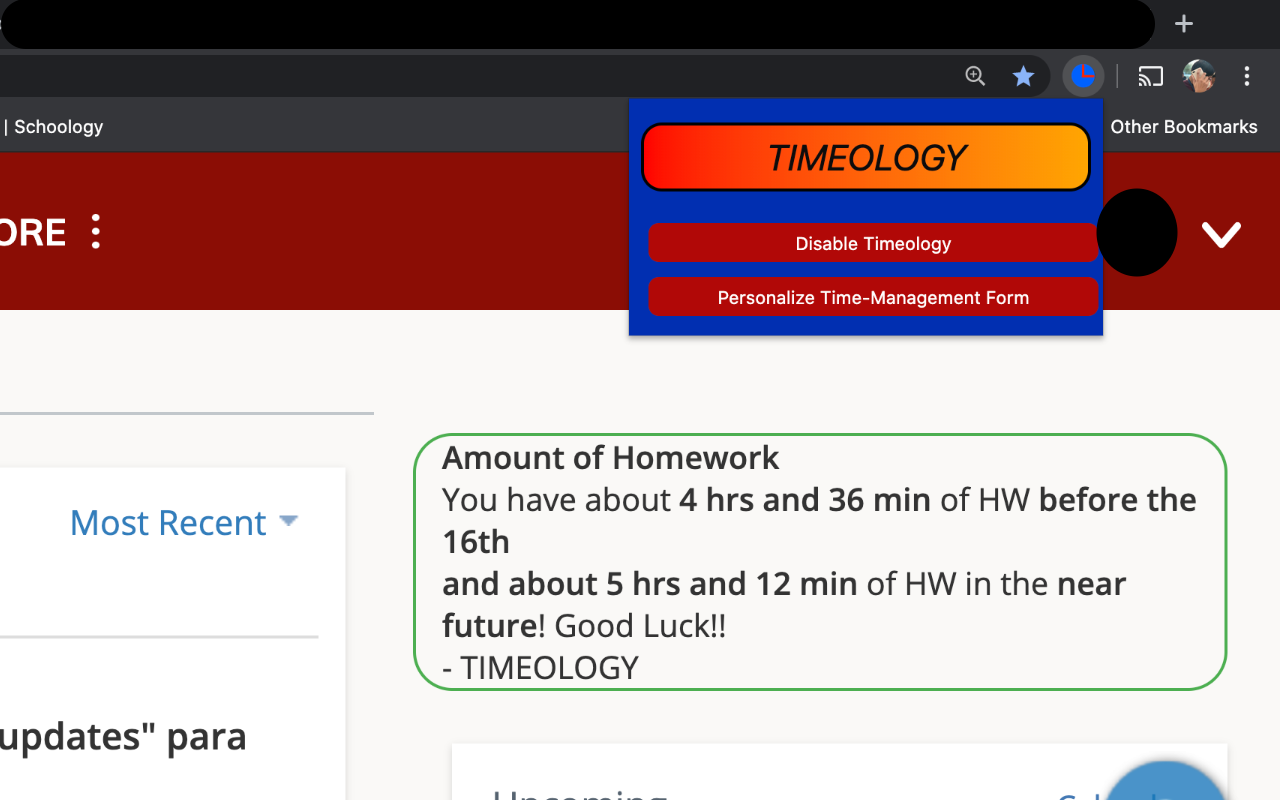 | Schoology
Other Bookmarks
TIMEOLOGY
Disable Timeology
Personalize Time-Management Form
ORE
Most Recent
Amount of Homework
You have about 4 hrs and 36 min of HW before the
16th
and about 5 hrs and 12 min of HW in the near
future! Good Luck!!
- TIMEOLOGY
updates" para
Upcoming